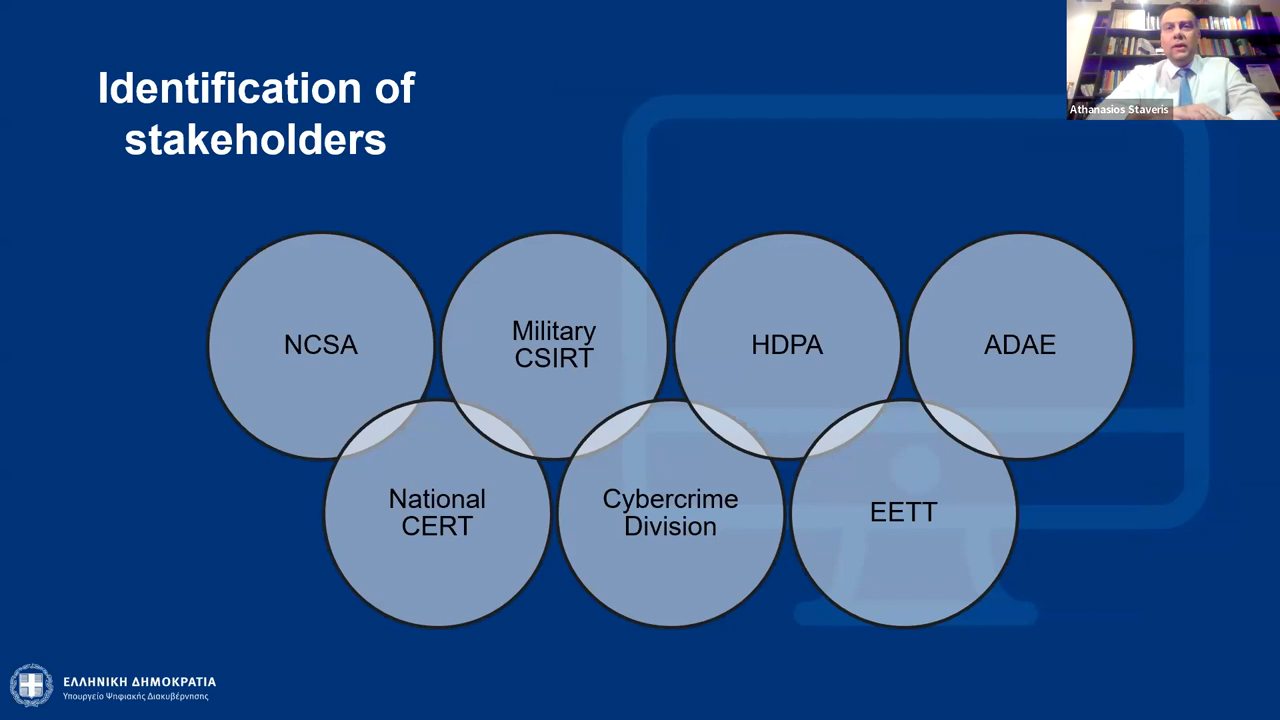 Identification of
stakeholders
Athanasios Staveris
NCSA
Military
CSIRT
HDPA
ADAE
National
CERT
Cybercrime
Division
EETT
ΕΛΛΗΝΙΚΗ ΔΗΜΟΚΡΑΤΙΑ
Υπουργείο Ψηφιακής Διακυβέρνησης